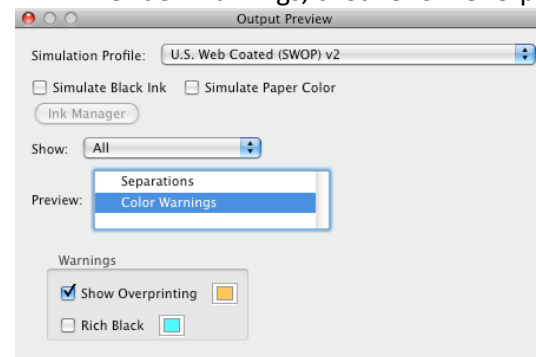 Output Preview
Simulation Profile: U.S. Web Coated (SWOP) v2
Simulate Black Ink Simulate Paper Color
Ink Manager
Show: All
Separations
Preview: Color Warnings
Warnings
Show Overprinting
Rich Black